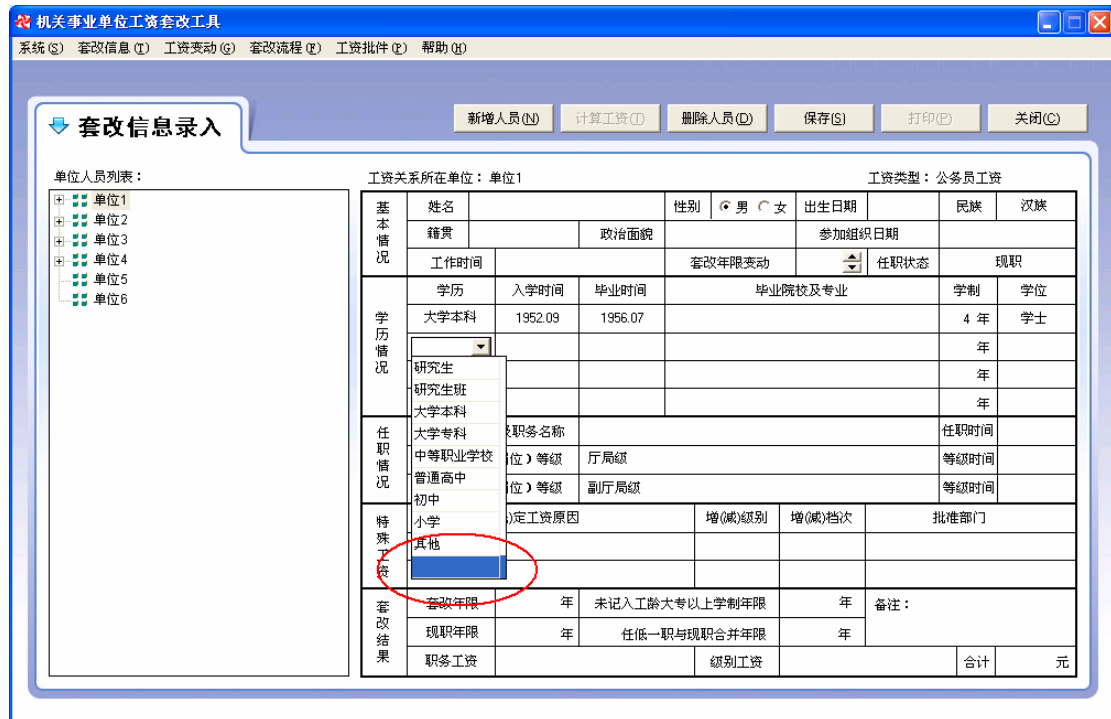 机关事业单位工资套改工具
系统(S) 套改信息(T) 工资变动(G) 套改流程(F) 工资批件(P) 帮助(H)
套改信息录入
新增人员(N) 计算工资(T) 删除人员(D) 保存(S) 打印(P) 关闭(C)
单位人员列表：
单位1
单位2
单位3
单位4
单位5
单位6
工资关系所在单位：单位1 工资类型：公务员工资
基本情况
姓名 性别 男 女 出生日期 民族 汉族
籍贯 政治面貌 参加组织日期
工作时间 套改年限变动 任职状态 现职
学历情况
学历 入学时间 毕业时间 毕业院校及专业 学制 学位
大学本科 1952.09 1956.07 4 年 学士
年
年
年
研究生
研究生班
大学本科
大学专科
中等职业学校
普通高中
初中
小学
其他
任职情况
职务名称 任职时间
位）等级 厅局级 等级时间
位）等级 副厅局级 等级时间
特殊工资
定工资原因 增(减)级别 增(减)档次 批准部门
套改结果
套改年限 年 未记入工龄大专以上学制年限 年 备注：
现职年限 年 任低一职与现职合并年限 年
职务工资 级别工资 合计 元